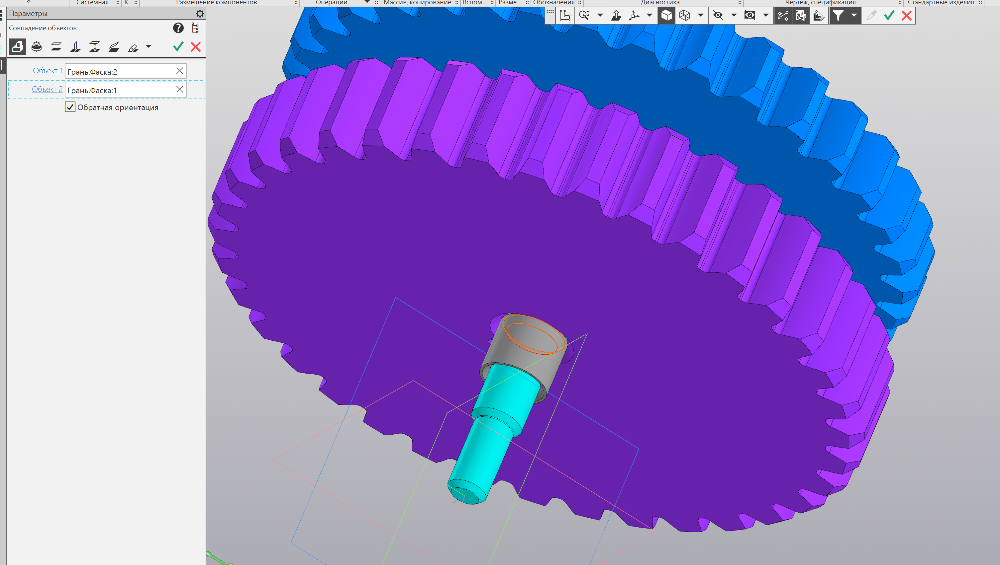 Системная
К..
Размещение компонентов
Операции
Массив, копирование
Вспом...
Разме...
Обозначения
Диагностика
Чертеж, спецификация
Стандартные изделия
Параметры
Совпадение объектов
?
Объект 1 Грань.Фаска:2
Объект 2 Грань.Фаска:1
Обратная ориентация